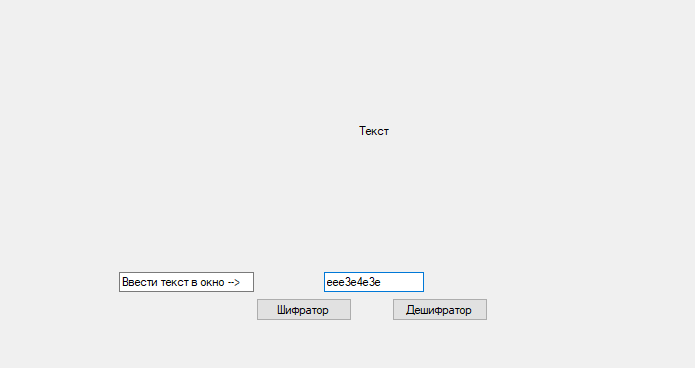 Текст
Ввести текст в окно -->
eee3e4e3e
Шифратор
Дешифратор